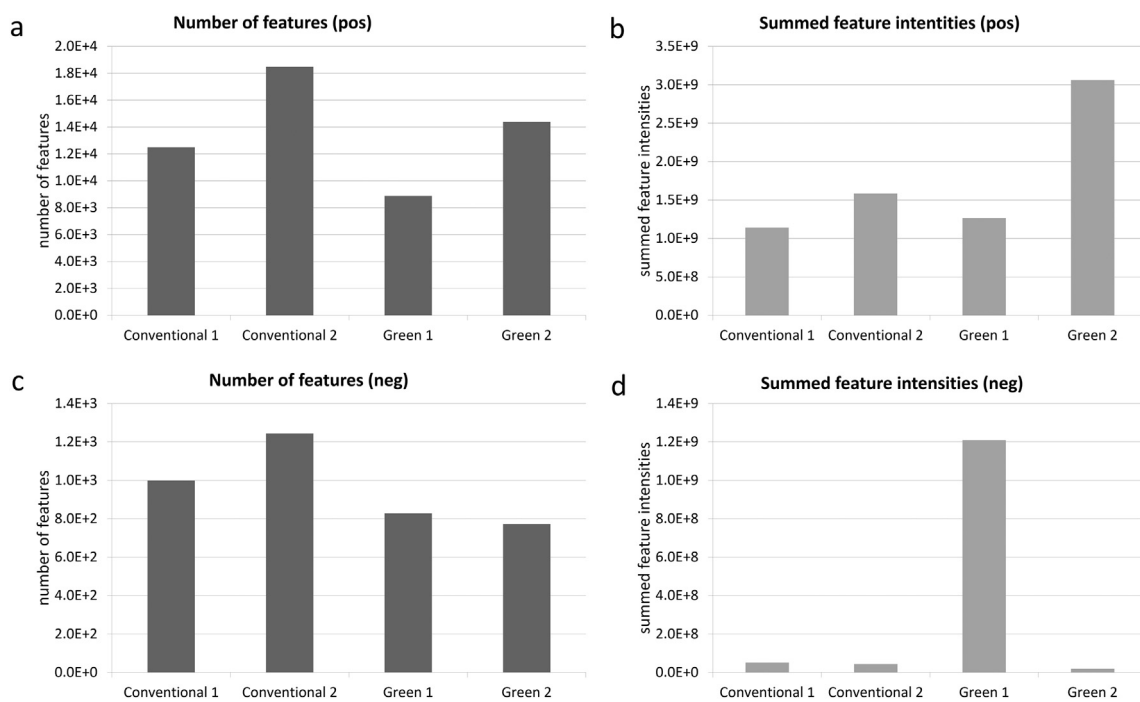 a
Number of features (pos)
number of features
2.0E+4
1.8E+4
1.6E+4
1.4E+4
1.2E+4
1.0E+4
8.0E+3
6.0E+3
4.0E+3
2.0E+3
0.0E+0
Conventional 1
Conventional 2
Green 1
Green 2
b
Summed feature intentities (pos)
summed feature intensities
3.5E+9
3.0E+9
2.5E+9
2.0E+9
1.5E+9
1.0E+9
5.0E+8
0.0E+0
Conventional 1
Conventional 2
Green 1
Green 2
c
Number of features (neg)
number of features
1.4E+3
1.2E+3
1.0E+3
8.0E+2
6.0E+2
4.0E+2
2.0E+2
0.0E+0
Conventional 1
Conventional 2
Green 1
Green 2
d
Summed feature intensities (neg)
summed feature intensities
1.4E+9
1.2E+9
1.0E+9
8.0E+8
6.0E+8
4.0E+8
2.0E+8
0.0E+0
Conventional 1
Conventional 2
Green 1
Green 2